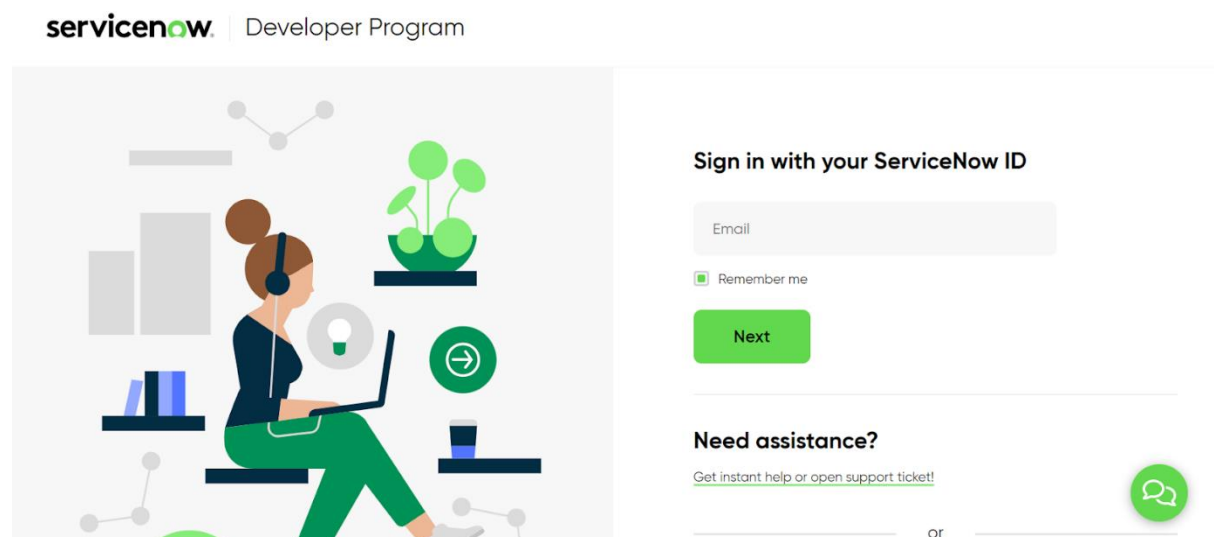 servicenow. Developer Program
Sign in with your ServiceNow ID
Email
Remember me
Next
Need assistance?
Get instant help or open support ticket!
or